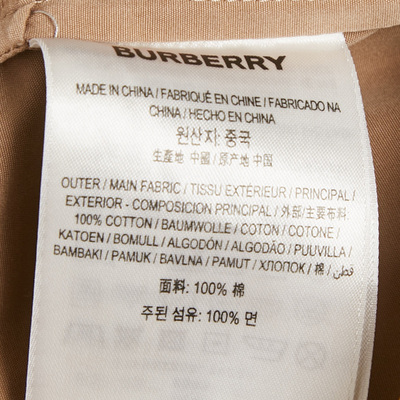 BURBERRY
MADE IN CHINA / FABRIQUÉ EN CHINE / FABRICADO NA
CHINA / HECHO EN CHINA
원산지: 중국
生產地 中國 / 原产地 中国
OUTER / MAIN FABRIC / TISSU EXTÉRIEUR / PRINCIPAL /
EXTERIOR - COMPOSICION PRINCIPAL / 外部/主要布料
100% COTTON / BAUMWOLLE / COTON / COTONE /
KATOEN / BOMULL / ALGODÓN / ALGODÃO / PUUVILLA /
BAMBAKI / PAMUK / BAVLNA / PAMUT / ХЛОПОК / 棉 / قطن
面料: 100% 棉
주된 섬유: 100% 면